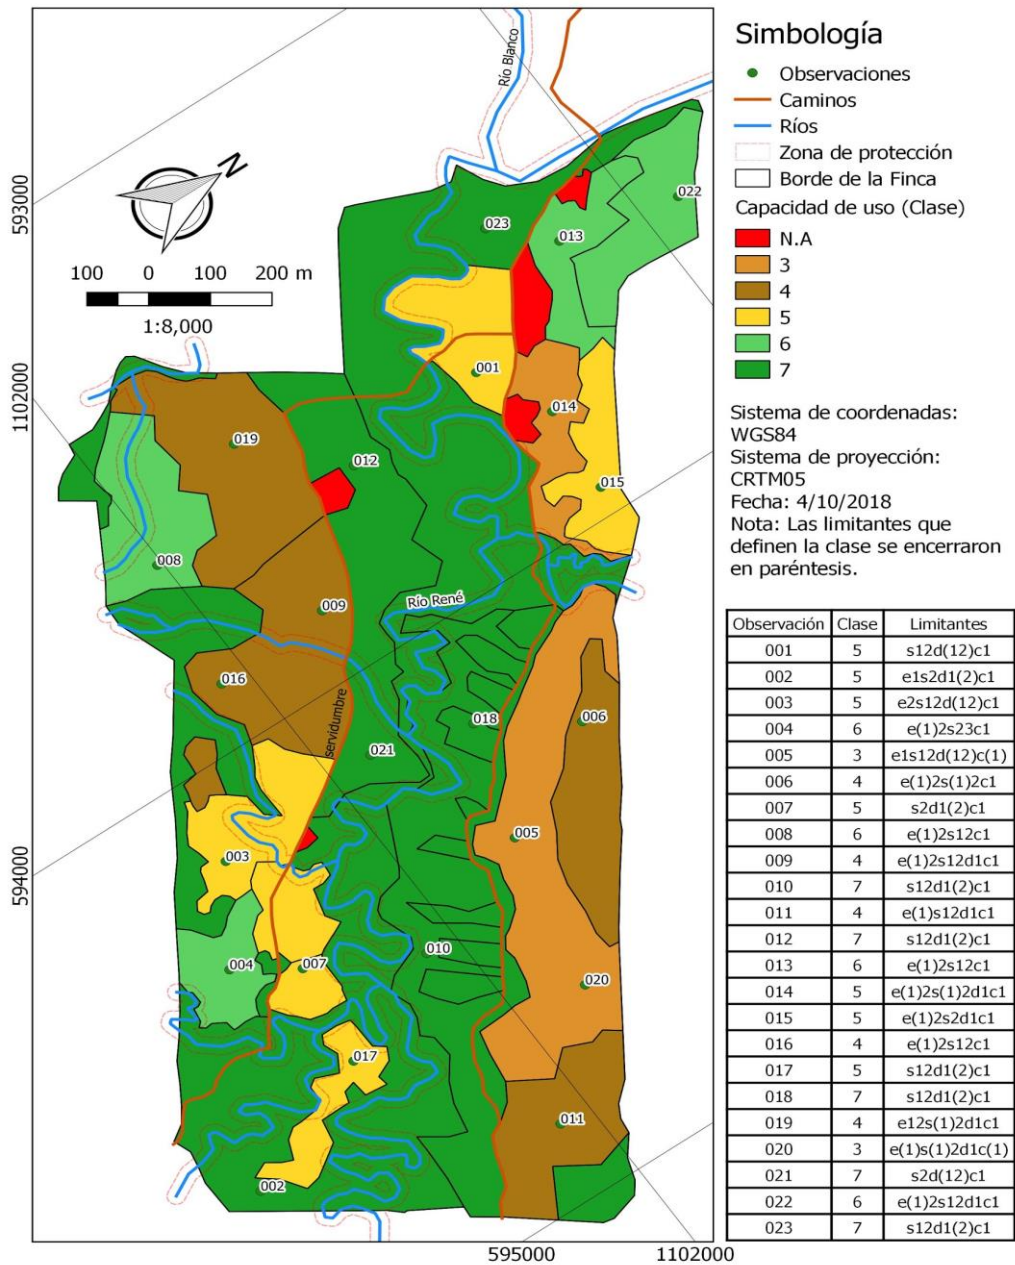 Simbología
Observaciones
Caminos
Ríos
Zona de protección
Borde de la Finca
Capacidad de uso (Clase)
N.A
3
4
5
6
7
Sistema de coordenadas:
WGS84
Sistema de proyección:
CRTM05
Fecha: 4/10/2018
Nota: Las limitantes que
definen la clase se encerraron
en paréntesis.
Observación Clase Limitantes
001 5 s12d(12)c1
002 5 e1s2d1(2)c1
003 5 e2s12d(12)c1
004 6 e(1)2s23c1
005 3 e1s12d(12)c(1)
006 4 e(1)2s(1)2c1
007 5 s2d1(2)c1
008 6 e(1)2s12c1
009 4 e(1)2s12d1c1
010 7 s12d1(2)c1
011 4 e(1)s12d1c1
012 7 s12d1(2)c1
013 6 e(1)2s12c1
014 5 e(1)2s(1)2d1c1
015 5 e(1)2s2d1c1
016 4 e(1)2s12c1
017 5 s12d1(2)c1
018 7 s12d1(2)c1
019 4 e12s(1)2d1c1
020 3 e(1)s(1)2d1c(1)
021 7 s2d(12)c1
022 6 e(1)2s12d1c1
023 7 s12d1(2)c1
Río Blanco
N
100 0 100 200 m
1:8,000
593000
1102000
594000
595000
1102000
022
023
013
001
014
019
012
015
008
Río René
009
016
servidumbre
018
006
021
005
003
010
004
007
020
017
011
002